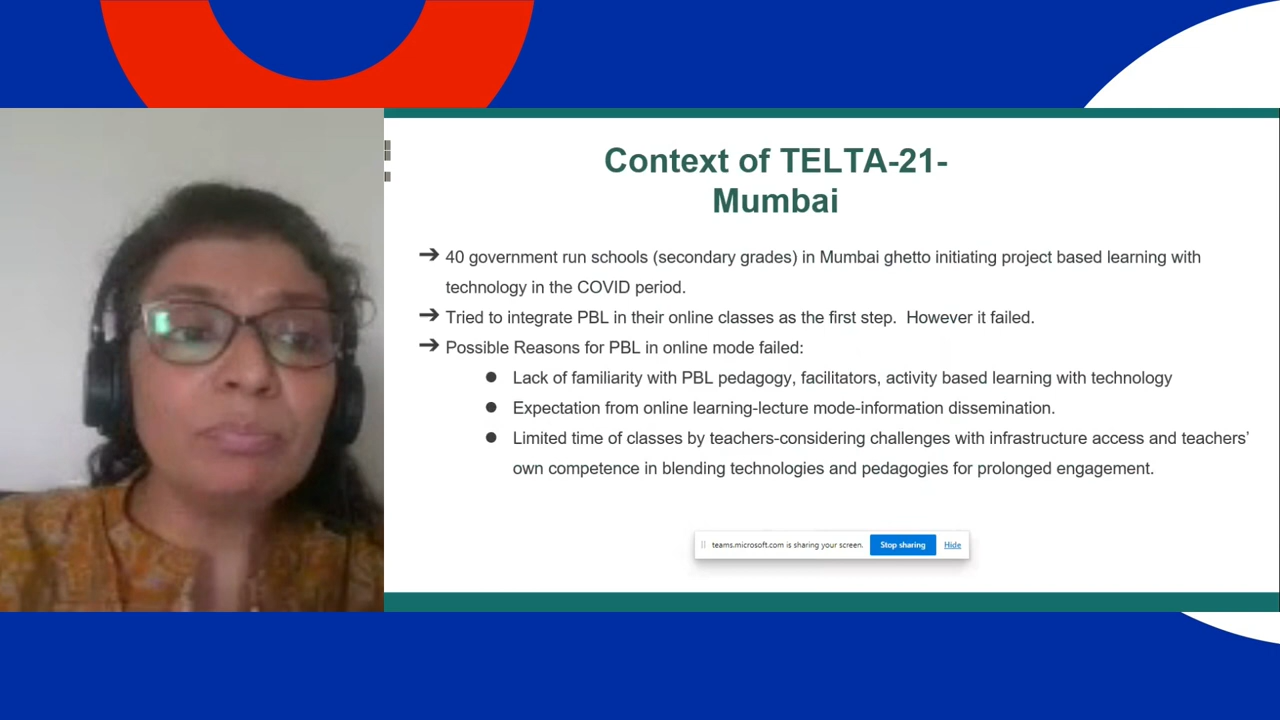 Context of TELTA-21-
Mumbai
➔ 40 government run schools (secondary grades) in Mumbai ghetto initiating project based learning with
technology in the COVID period.
➔ Tried to integrate PBL in their online classes as the first step. However it failed.
➔ Possible Reasons for PBL in online mode failed:
● Lack of familiarity with PBL pedagogy, facilitators, activity based learning with technology
● Expectation from online learning-lecture mode-information dissemination.
● Limited time of classes by teachers-considering challenges with infrastructure access and teachers’
own competence in blending technologies and pedagogies for prolonged engagement.
teams.microsoft.com is sharing your screen. Stop sharing Hide